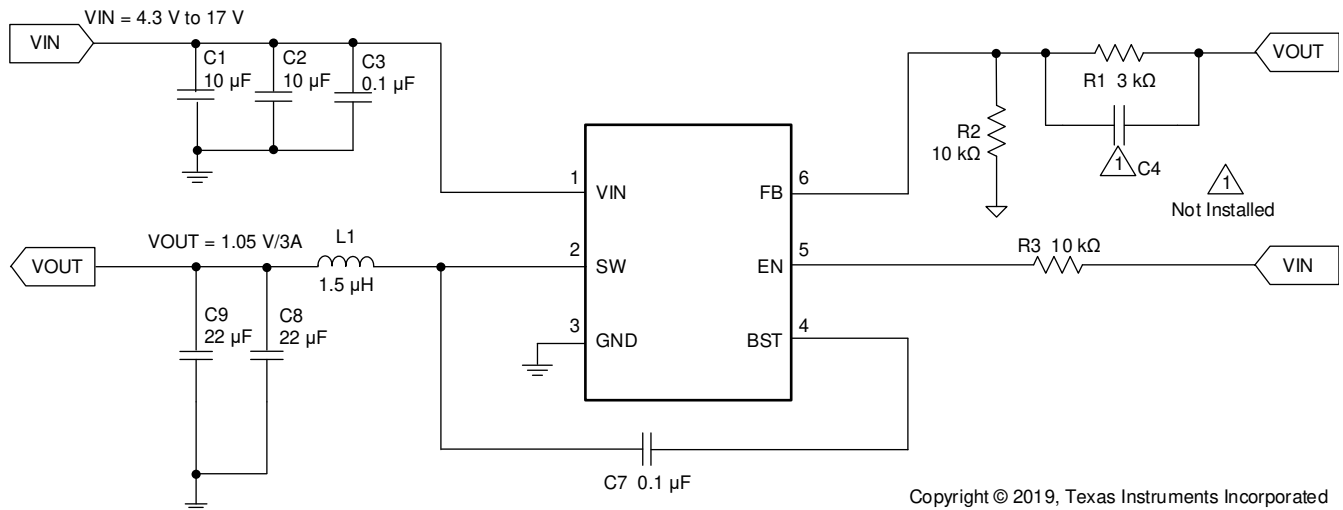 VIN = 4.3 V to 17 V
VIN
C1
10 µF
C2
10 µF
C3
0.1 µF
VOUT
R1 3 kΩ
R2
10 kΩ
1
C4
1
Not Installed
1
VIN
FB
6
VOUT = 1.05 V/3A
L1
VOUT
1.5 µH
2
SW
EN
5
R3 10 kΩ
VIN
C9
22 µF
C8
22 µF
3
GND
BST
4
C7 0.1 µF
Copyright © 2019, Texas Instruments Incorporated